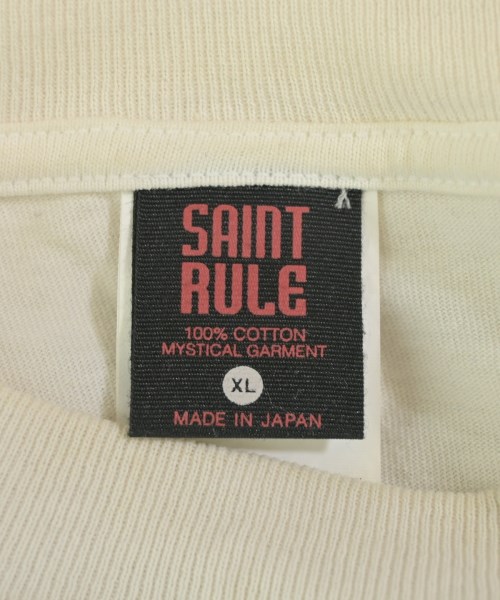 SAINT
RULE
100% COTTON
MYSTICAL GARMENT
XL
MADE IN JAPAN